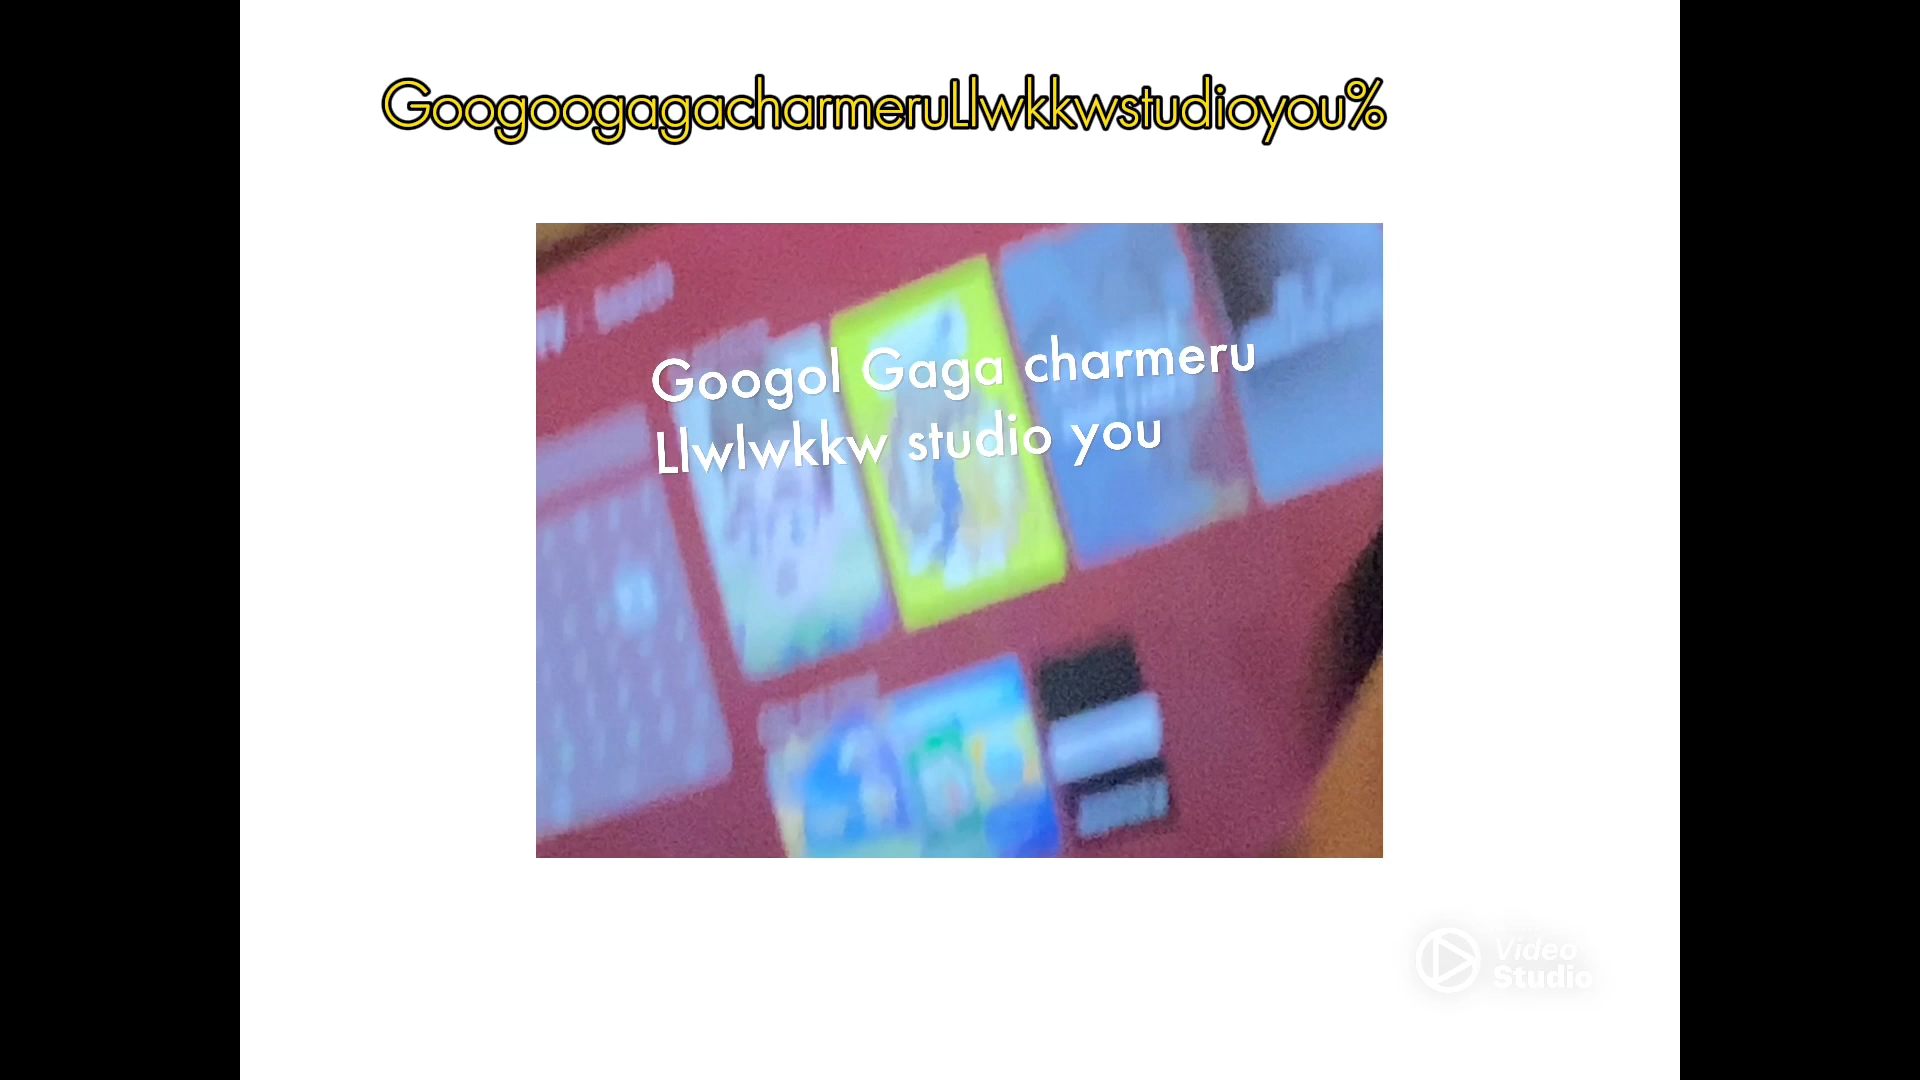 GoogoogagacharmeruLlwkkwstudioyou%
Googol Gaga charmeru
Llwlwkkw studio you
Video
Studio